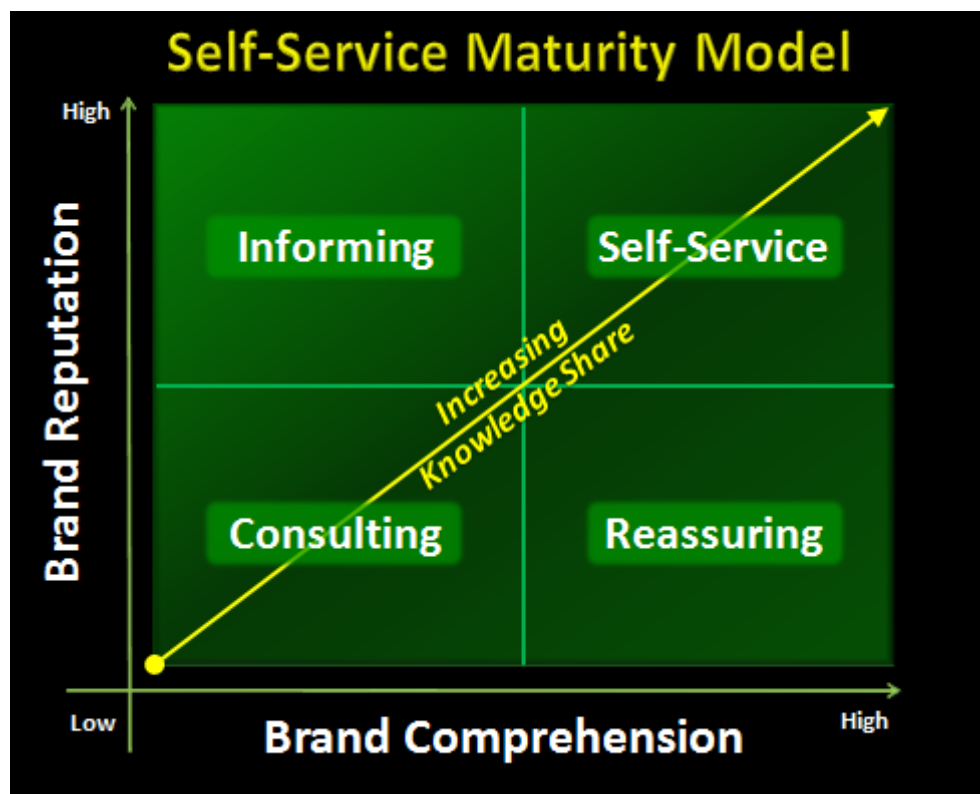 Self-Service Maturity Model
High
Brand Reputation
Informing
Self-Service
Increasing
Knowledge Share
Consulting
Reassuring
Low
Brand Comprehension
High